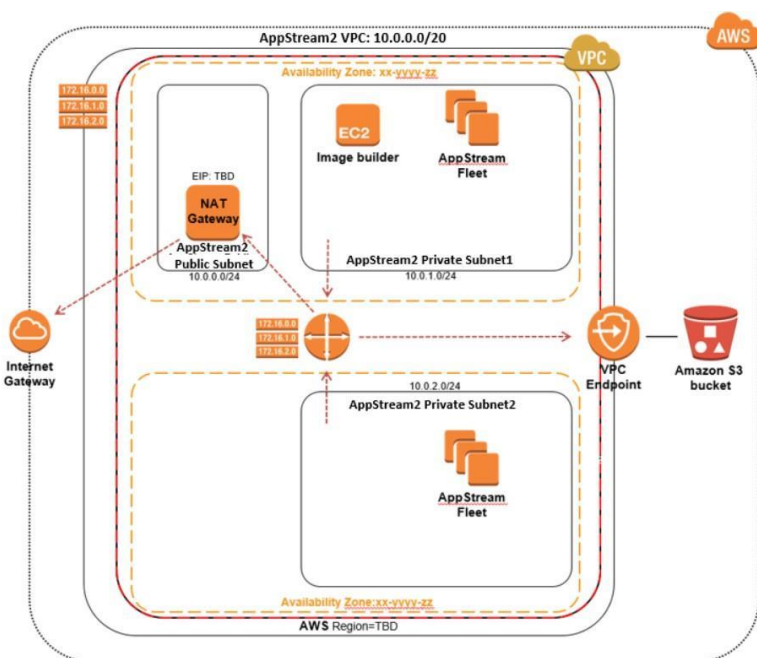 AppStream2 VPC: 10.0.0.0/20
AWS
VPC
Availability Zone: xx-yyyy-zz
172.16.0.0
172.16.1.0
172.16.2.0
EC2
Image builder
AppStream
Fleet
EIP: TBD
NAT
Gateway
AppStream2
Public Subnet
10.0.0.0/24
AppStream2 Private Subnet1
10.0.1.0/24
172.16.0.0
172.16.1.0
172.16.2.0
Internet
Gateway
VPC
Endpoint
Amazon S3
bucket
10.0.2.0/24
AppStream2 Private Subnet2
AppStream
Fleet
Availability Zone:xx-yyyy-zz
AWS Region=TBD